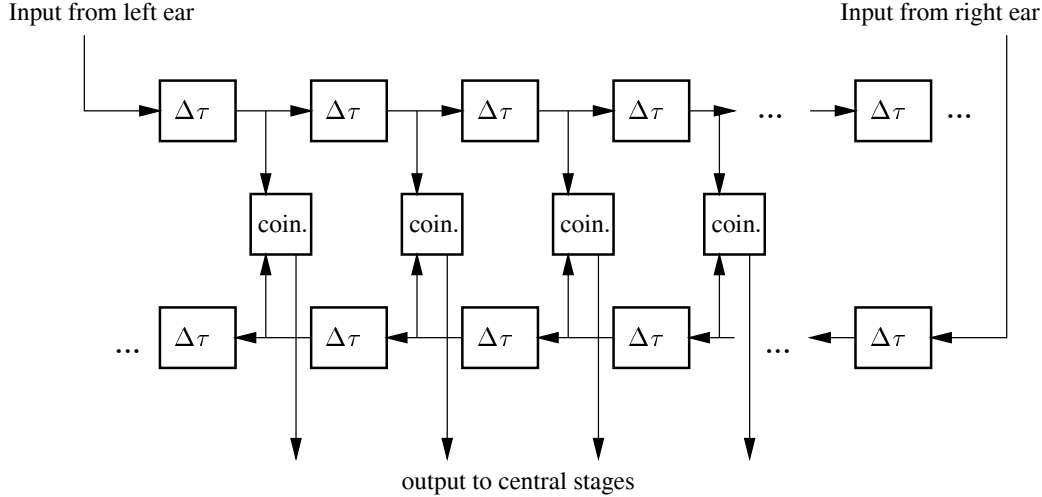 Input from left ear
Input from right ear
Δτ Δτ Δτ Δτ ... Δτ ...
coin. coin. coin. coin.
... Δτ Δτ Δτ Δτ ... Δτ
output to central stages